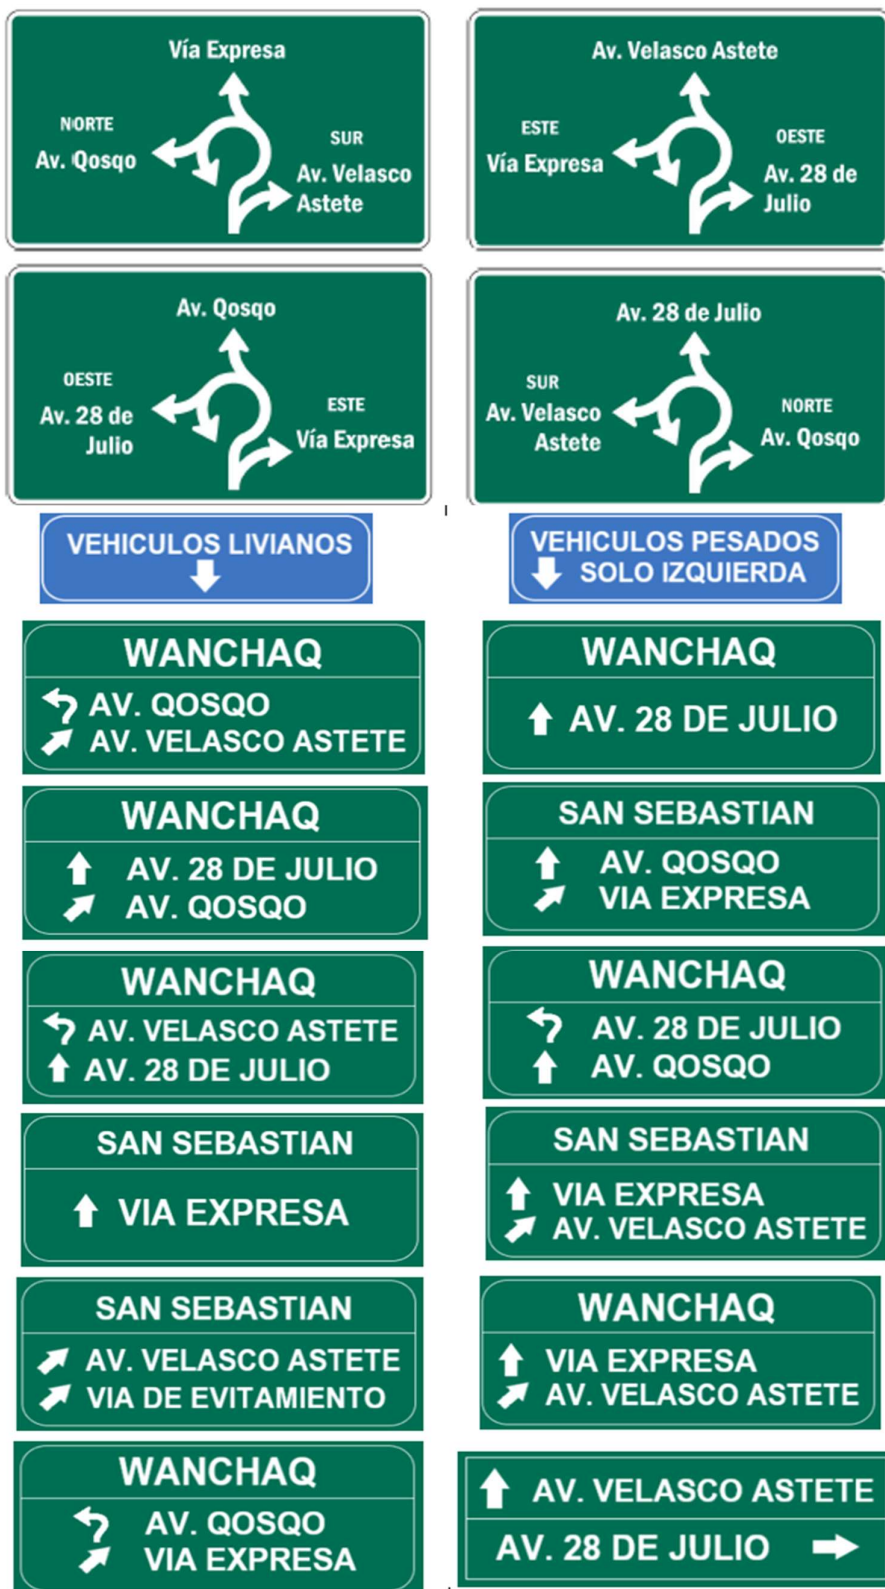 Vía Expresa
NORTE
Av. Qosqo
SUR
Av. Velasco
Astete
Av. Velasco Astete
ESTE
Vía Expresa
OESTE
Av. 28 de
Julio
Av. Qosqo
OESTE
Av. 28 de
Julio
ESTE
Vía Expresa
Av. 28 de Julio
SUR
Av. Velasco
Astete
NORTE
Av. Qosqo
VEHICULOS LIVIANOS
VEHICULOS PESADOS
SOLO IZQUIERDA
WANCHAQ
AV. QOSQO
AV. VELASCO ASTETE
WANCHAQ
AV. 28 DE JULIO
WANCHAQ
AV. 28 DE JULIO
AV. QOSQO
SAN SEBASTIAN
AV. QOSQO
VIA EXPRESA
WANCHAQ
AV. VELASCO ASTETE
AV. 28 DE JULIO
WANCHAQ
AV. 28 DE JULIO
AV. QOSQO
SAN SEBASTIAN
VIA EXPRESA
SAN SEBASTIAN
VIA EXPRESA
AV. VELASCO ASTETE
SAN SEBASTIAN
AV. VELASCO ASTETE
VIA DE EVITAMIENTO
WANCHAQ
VIA EXPRESA
AV. VELASCO ASTETE
WANCHAQ
AV. QOSQO
VIA EXPRESA
AV. VELASCO ASTETE
AV. 28 DE JULIO